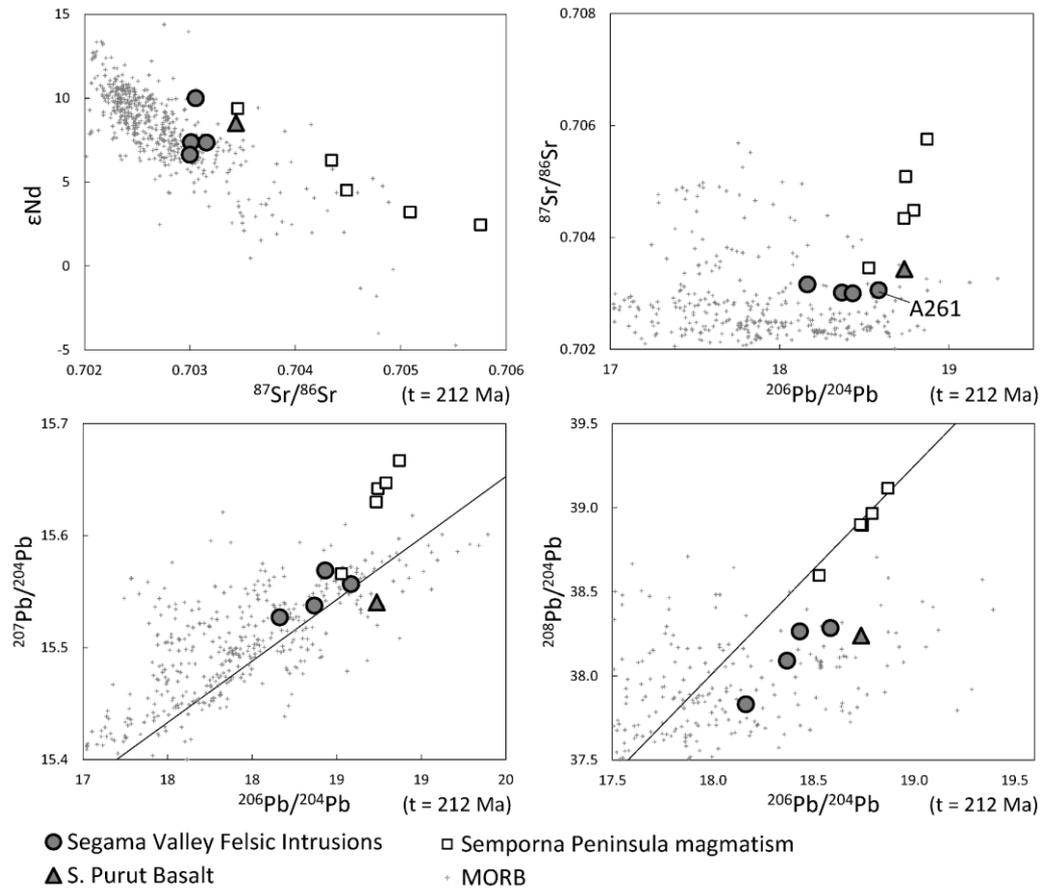 15
10
5
0
-5
εNd
0.702
0.703
0.704
0.705
0.706
⁸⁷Sr/⁸⁶Sr
(t = 212 Ma)
0.708
0.706
0.704
0.702
⁸⁷Sr/⁸⁶Sr
A261
17
18
19
²⁰⁶Pb/²⁰⁴Pb
(t = 212 Ma)
15.7
15.6
15.5
15.4
²⁰⁷Pb/²⁰⁴Pb
17
18
18
19
19
20
²⁰⁶Pb/²⁰⁴Pb
(t = 212 Ma)
39.5
39.0
38.5
38.0
37.5
²⁰⁸Pb/²⁰⁴Pb
17.5
18.0
18.5
19.0
19.5
²⁰⁶Pb/²⁰⁴Pb
(t = 212 Ma)
Segama Valley Felsic Intrusions
Semporna Peninsula magmatism
S. Purut Basalt
MORB